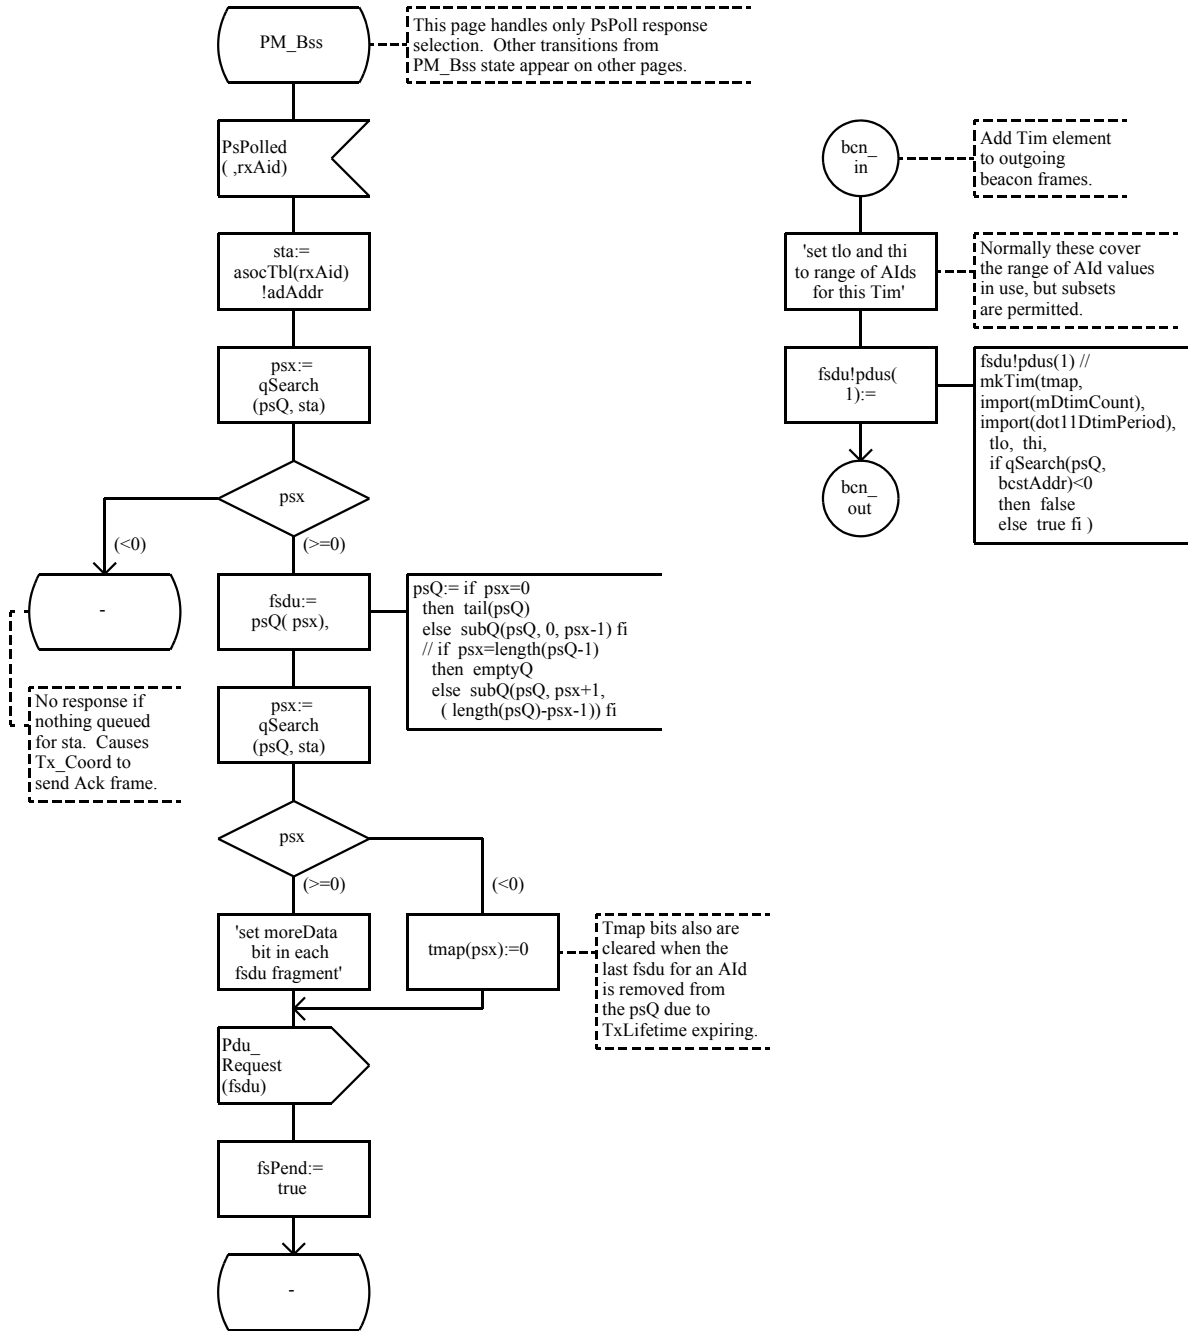 PM_Bss
This page handles only PsPoll response
selection.  Other transitions from
PM_Bss state appear on other pages.
PsPolled
( ,rxAid)
sta:=
asocTbl(rxAid)
!adAddr
psx:=
qSearch
(psQ, sta)
psx
(<0)
(>=0)
-
No response if
nothing queued
for sta.  Causes
Tx_Coord to
send Ack frame.
fsdu:=
psQ( psx),
psQ:= if  psx=0
then  tail(psQ)
else  subQ(psQ, 0, psx-1) fi
// if  psx=length(psQ-1)
then  emptyQ
else  subQ(psQ, psx+1,
( length(psQ)-psx-1)) fi
psx:=
qSearch
(psQ, sta)
psx
(>=0)
(<0)
'set moreData
bit in each
fsdu fragment'
tmap(psx):=0
Tmap bits also are
cleared when the
last fsdu for an AId
is removed from
the psQ due to
TxLifetime expiring.
Pdu_
Request
(fsdu)
fsPend:=
true
-
bcn_
in
Add Tim element
to outgoing
beacon frames.
'set tlo and thi
to range of AIds
for this Tim'
Normally these cover
the range of AId values
in use, but subsets
are permitted.
fsdu!pdus(
1):=
fsdu!pdus(1) //
mkTim(tmap,
import(mDtimCount),
import(dot11DtimPeriod),
tlo,  thi,
if qSearch(psQ,
bcstAddr)<0
then  false
else  true fi )
bcn_
out